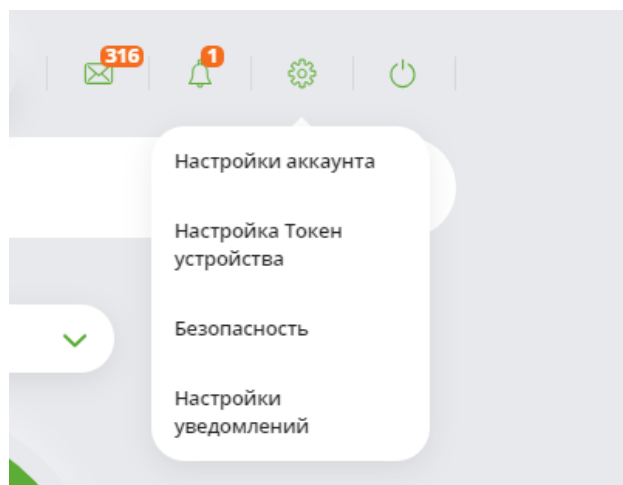 316
1
Настройки аккаунта
Настройка Токен
устройства
Безопасность
Настройки
уведомлений